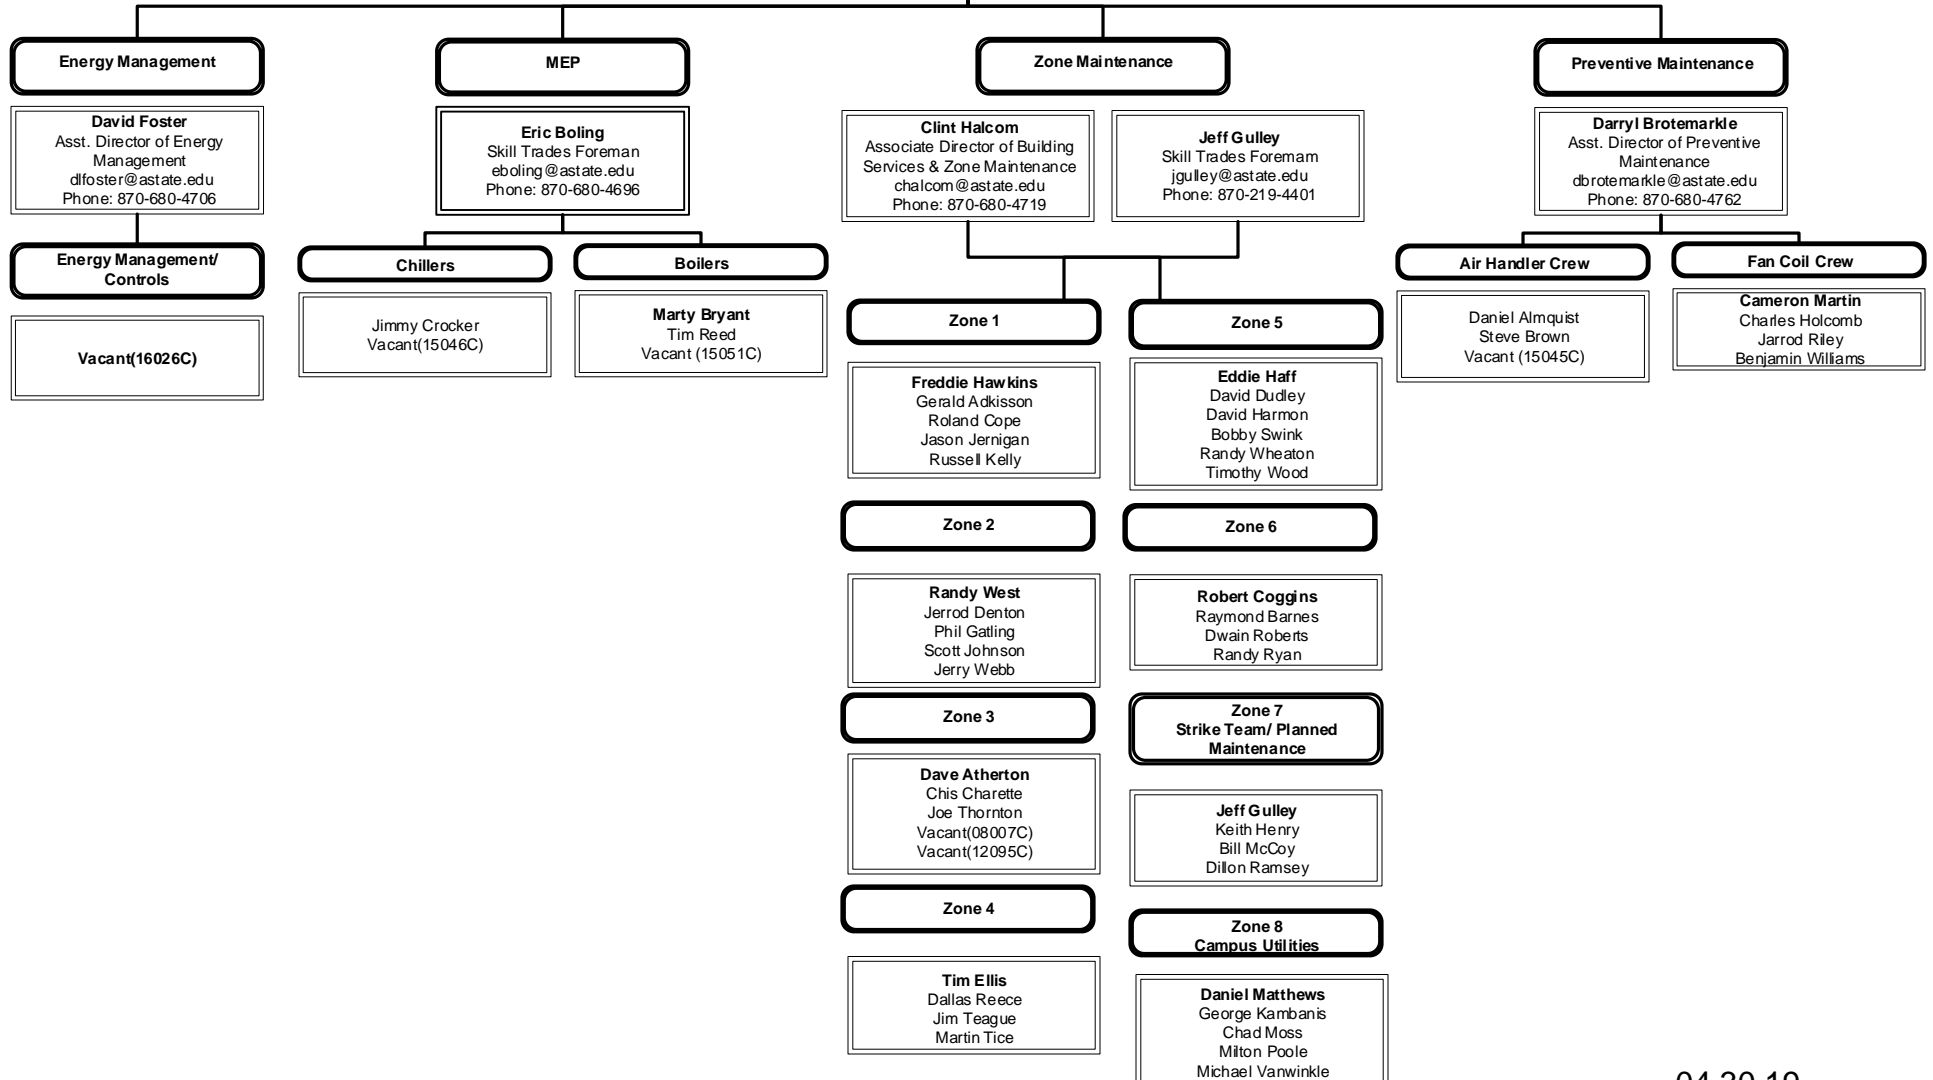 Energy Management
David Foster
Asst. Director of Energy
Management
dlfoster@astate.edu
Phone: 870-680-4706
Energy Management/
Controls
Vacant(16026C)
MEP
Eric Boling
Skill Trades Foreman
eboling@astate.edu
Phone: 870-680-4696
Chillers
Jimmy Crocker
Vacant(15046C)
Boilers
Marty Bryant
Tim Reed
Vacant (15051C)
Zone Maintenance
Clint Halcom
Associate Director of Building
Services & Zone Maintenance
chalcom@astate.edu
Phone: 870-680-4719
Jeff Gulley
Skill Trades Foremam
jgulley@astate.edu
Phone: 870-219-4401
Zone 1
Freddie Hawkins
Gerald Adkisson
Roland Cope
Jason Jernigan
Russell Kelly
Zone 2
Randy West
Jerrod Denton
Phil Gatling
Scott Johnson
Jerry Webb
Zone 3
Dave Atherton
Chis Charette
Joe Thornton
Vacant(08007C)
Vacant(12095C)
Zone 4
Tim Ellis
Dallas Reece
Jim Teague
Martin Tice
Zone 5
Eddie Haff
David Dudley
David Harmon
Bobby Swink
Randy Wheaton
Timothy Wood
Zone 6
Robert Coggins
Raymond Barnes
Dwain Roberts
Randy Ryan
Zone 7
Strike Team/ Planned
Maintenance
Jeff Gulley
Keith Henry
Bill McCoy
Dillon Ramsey
Zone 8
Campus Utilities
Daniel Matthews
George Kambanis
Chad Moss
Milton Poole
Michael Vanwinkle
Preventive Maintenance
Darryl Brotemarkle
Asst. Director of Preventive
Maintenance
dbrotemarkle@astate.edu
Phone: 870-680-4762
Air Handler Crew
Daniel Almquist
Steve Brown
Vacant (15045C)
Fan Coil Crew
Cameron Martin
Charles Holcomb
Jarrod Riley
Benjamin Williams
04.30.19